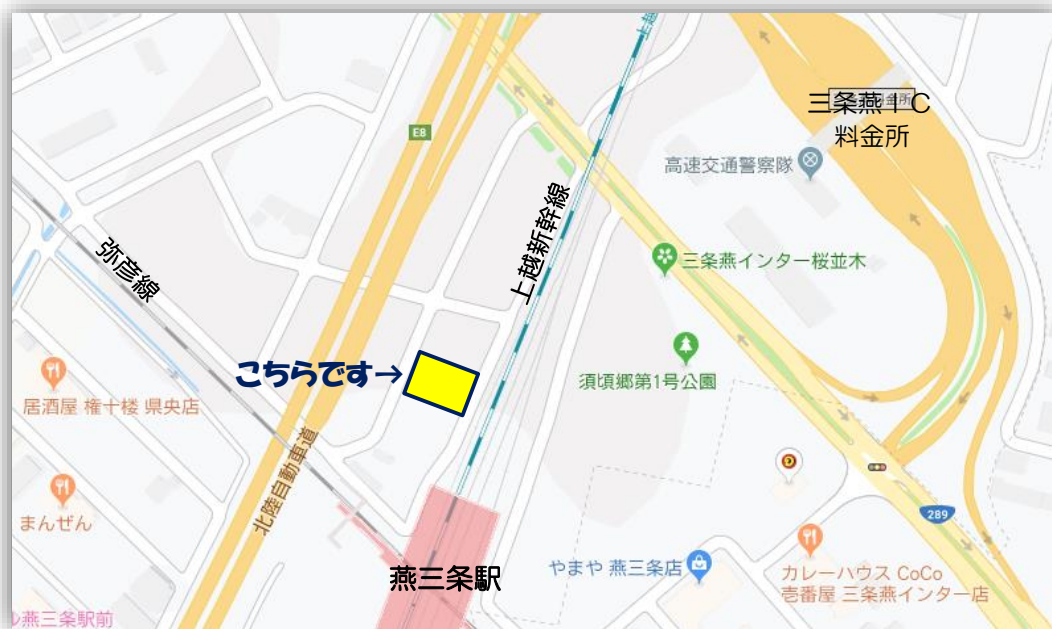 上越
三条燕IC
料金所
E8
高速交通警察隊
上越新幹線
弥彦線
三条燕インター桜並木
こちらです→
須頃郷第1号公園
居酒屋 権十楼 県央店
北陸自動車道
まんぜん
289
燕三条駅
やまや 燕三条店
カレーハウス CoCo
壱番屋 三条燕インター店
燕三条駅前